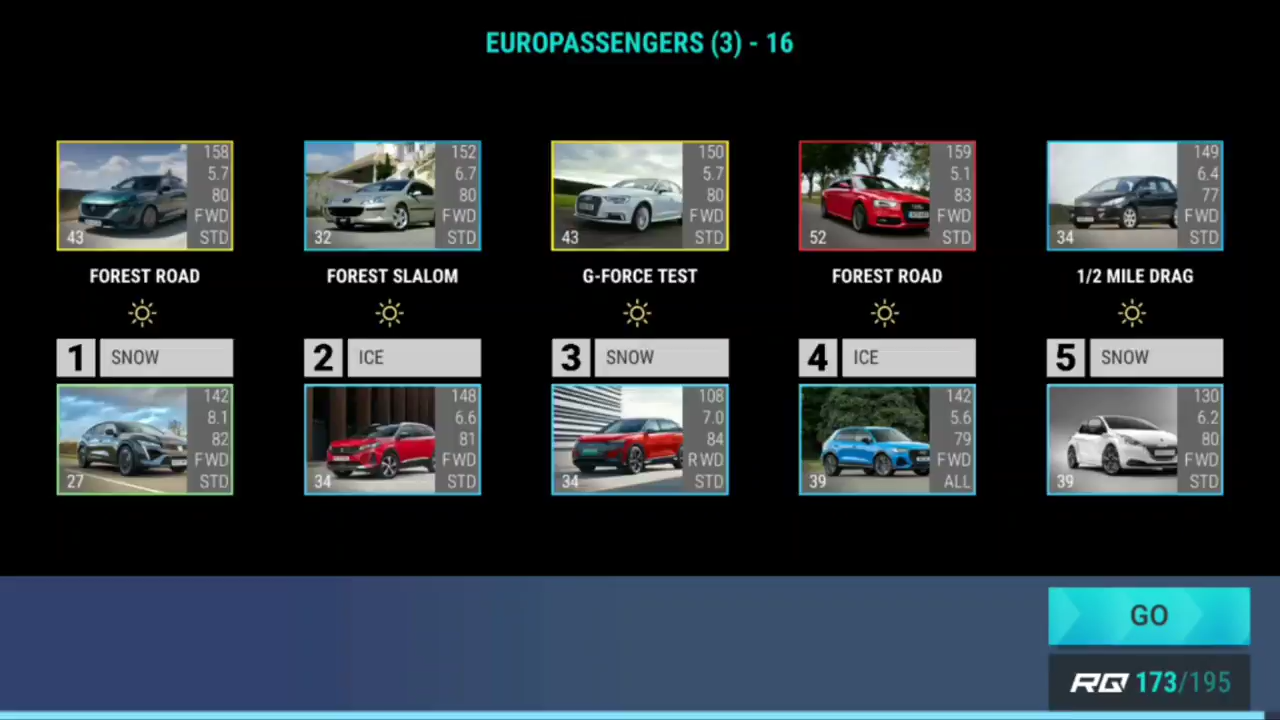 EUROPASSENGERS (3) - 16
158
5.7
80
FWD
43 STD
152
6.7
80
FWD
32 STD
150
5.7
80
FWD
43 STD
159
5.1
83
FWD
52 STD
149
6.4
77
FWD
34 STD
FOREST ROAD
FOREST SLALOM
G-FORCE TEST
FOREST ROAD
1/2 MILE DRAG
1 SNOW
2 ICE
3 SNOW
4 ICE
5 SNOW
142
8.1
82
FWD
27 STD
148
6.6
81
FWD
34 STD
108
7.0
84
RWD
34 STD
142
5.6
79
FWD
39 ALL
130
6.2
80
FWD
39 STD
GO
RQ 173/195